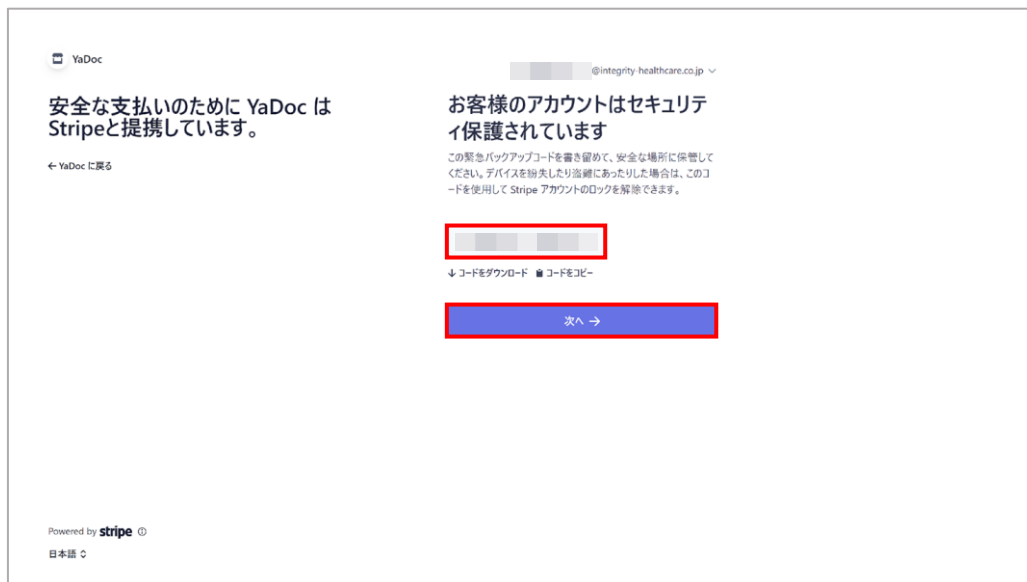 YaDoc
安全な支払いのために YaDoc は
Stripeと提携しています。
← YaDoc に戻る
@integrity-healthcare.co.jp
お客様のアカウントはセキュリテ
ィ保護されています
この緊急バックアップコードを書き留めて、安全な場所に保管して
ください。デバイスを紛失したり盗難にあったりした場合は、このコ
ードを使用して Stripe アカウントのロックを解除できます。
コードをダウンロード コードをコピー
次へ →
Powered by stripe
日本語